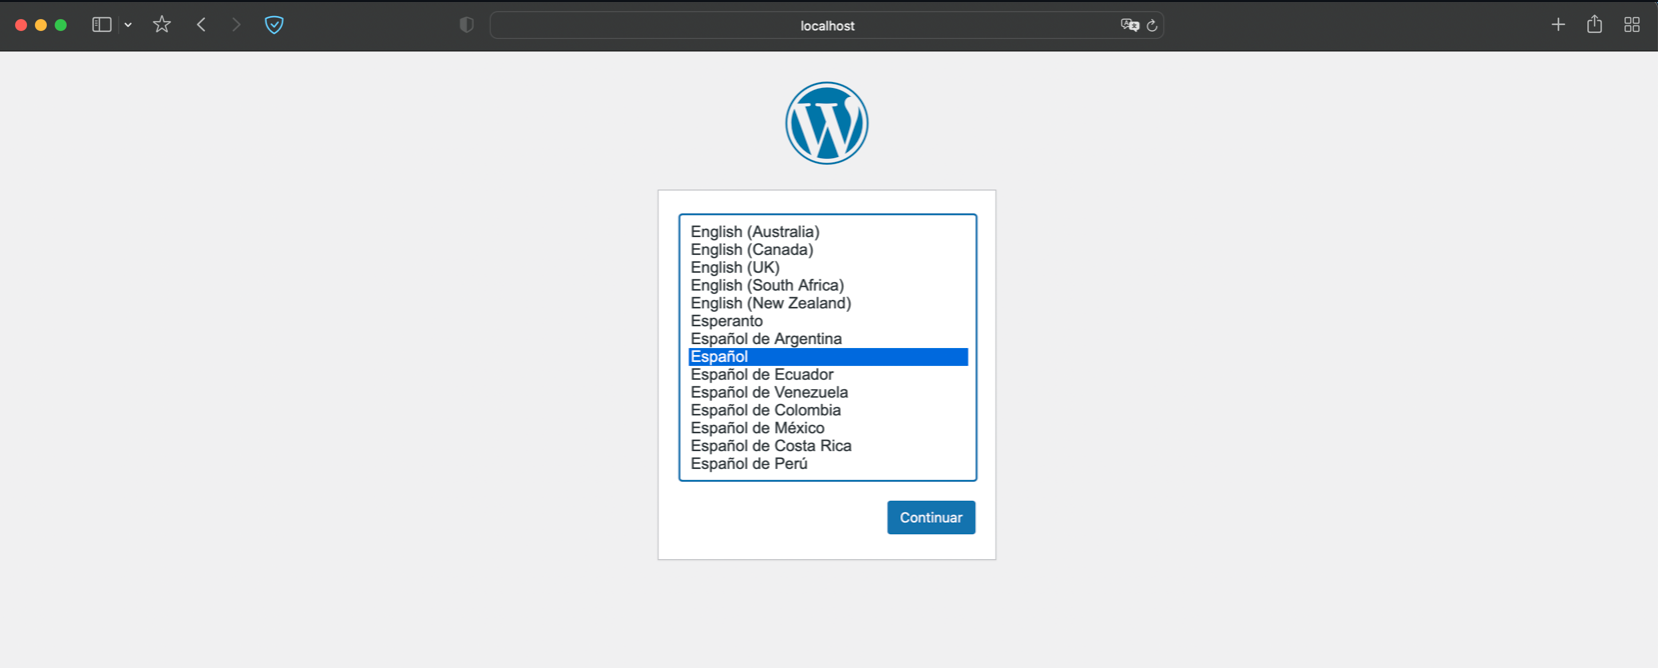 localhost
English (Australia)
English (Canada)
English (UK)
English (South Africa)
English (New Zealand)
Esperanto
Español de Argentina
Español
Español de Ecuador
Español de Venezuela
Español de Colombia
Español de México
Español de Costa Rica
Español de Perú
Continuar